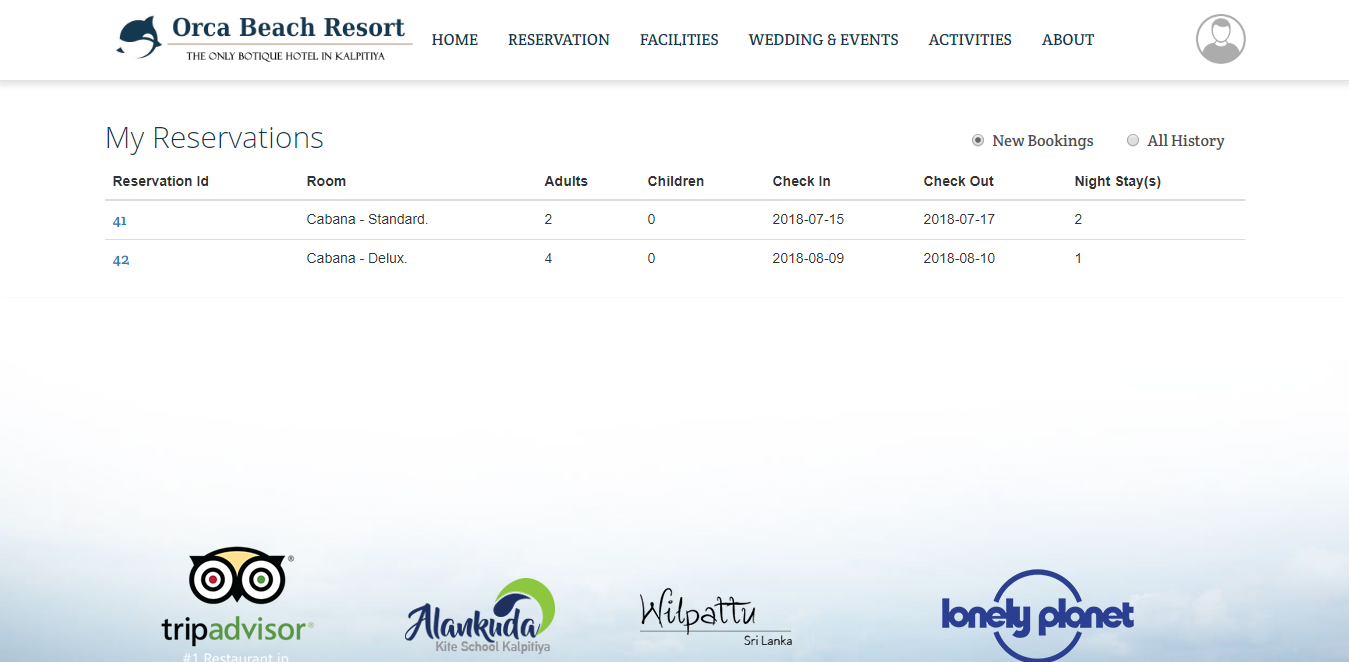 Orca Beach Resort
THE ONLY BOTIQUE HOTEL IN KALPITIYA
HOME RESERVATION FACILITIES WEDDING & EVENTS ACTIVITIES ABOUT
My Reservations
New Bookings All History
Reservation Id Room Adults Children Check In Check Out Night Stay(s)
41 Cabana - Standard. 2 0 2018-07-15 2018-07-17 2
42 Cabana - Delux. 4 0 2018-08-09 2018-08-10 1
tripadvisor®
#1 Restaurant in
Alankuda
Kite School Kalpitiya
Wilpattu
Sri Lanka
lonely planet